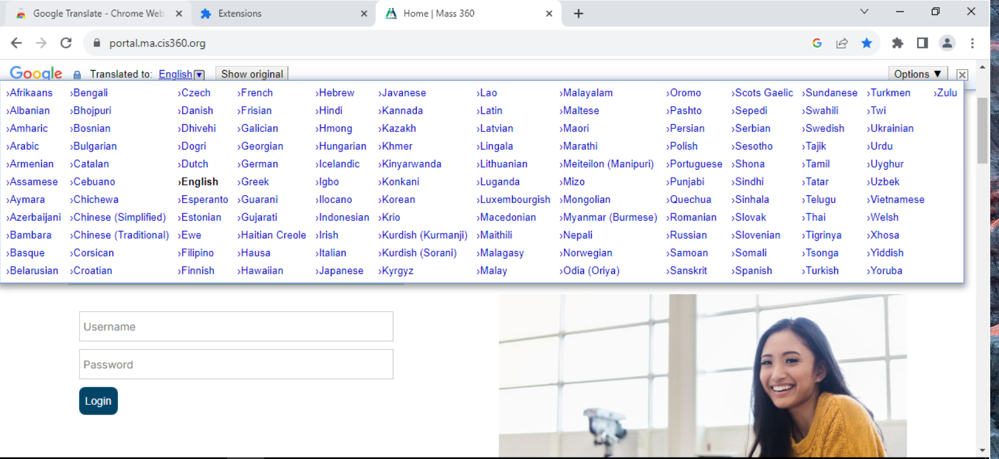 Google Translate - Chrome Web
Extensions
Home | Mass 360
portal.ma.cis360.org
Google Translated to: English Show original Options ▼
›Afrikaans ›Bengali ›Czech ›French ›Hebrew ›Javanese ›Lao ›Malayalam ›Oromo ›Scots Gaelic ›Sundanese ›Turkmen ›Zulu
›Albanian ›Bhojpuri ›Danish ›Frisian ›Hindi ›Kannada ›Latin ›Maltese ›Pashto ›Sepedi ›Swahili ›Twi
›Amharic ›Bosnian ›Dhivehi ›Galician ›Hmong ›Kazakh ›Latvian ›Maori ›Persian ›Serbian ›Swedish ›Ukrainian
›Arabic ›Bulgarian ›Dogri ›Georgian ›Hungarian ›Khmer ›Lingala ›Marathi ›Polish ›Sesotho ›Tajik ›Urdu
›Armenian ›Catalan ›Dutch ›German ›Icelandic ›Kinyarwanda ›Lithuanian ›Meiteilon (Manipuri) ›Portuguese ›Shona ›Tamil ›Uyghur
›Assamese ›Cebuano ›English ›Greek ›Igbo ›Konkani ›Luganda ›Mizo ›Punjabi ›Sindhi ›Tatar ›Uzbek
›Aymara ›Chichewa ›Esperanto ›Guarani ›Ilocano ›Korean ›Luxembourgish ›Mongolian ›Quechua ›Sinhala ›Telugu ›Vietnamese
›Azerbaijani ›Chinese (Simplified) ›Estonian ›Gujarati ›Indonesian ›Krio ›Macedonian ›Myanmar (Burmese) ›Romanian ›Slovak ›Thai ›Welsh
›Bambara ›Chinese (Traditional) ›Ewe ›Haitian Creole ›Irish ›Kurdish (Kurmanji) ›Maithili ›Nepali ›Russian ›Slovenian ›Tigrinya ›Xhosa
›Basque ›Corsican ›Filipino ›Hausa ›Italian ›Kurdish (Sorani) ›Malagasy ›Norwegian ›Samoan ›Somali ›Tsonga ›Yiddish
›Belarusian ›Croatian ›Finnish ›Hawaiian ›Japanese ›Kyrgyz ›Malay ›Odia (Oriya) ›Sanskrit ›Spanish ›Turkish ›Yoruba
Username
Password
Login